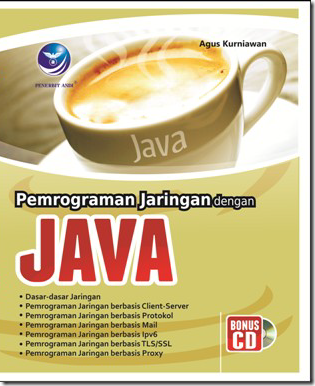 Agus Kurniawan
PENERBIT ANDI
Java
Pemrograman Jaringan dengan
JAVA
• Dasar-dasar Jaringan
• Pemrograman Jaringan berbasis Client-Server
• Pemrograman Jaringan berbasis Protokol
• Pemrograman Jaringan berbasis Mail
• Pemrograman Jaringan berbasis Ipv6
• Pemrograman Jaringan berbasis TLS/SSL
• Pemrograman Jaringan berbasis Proxy
BONUS
CD